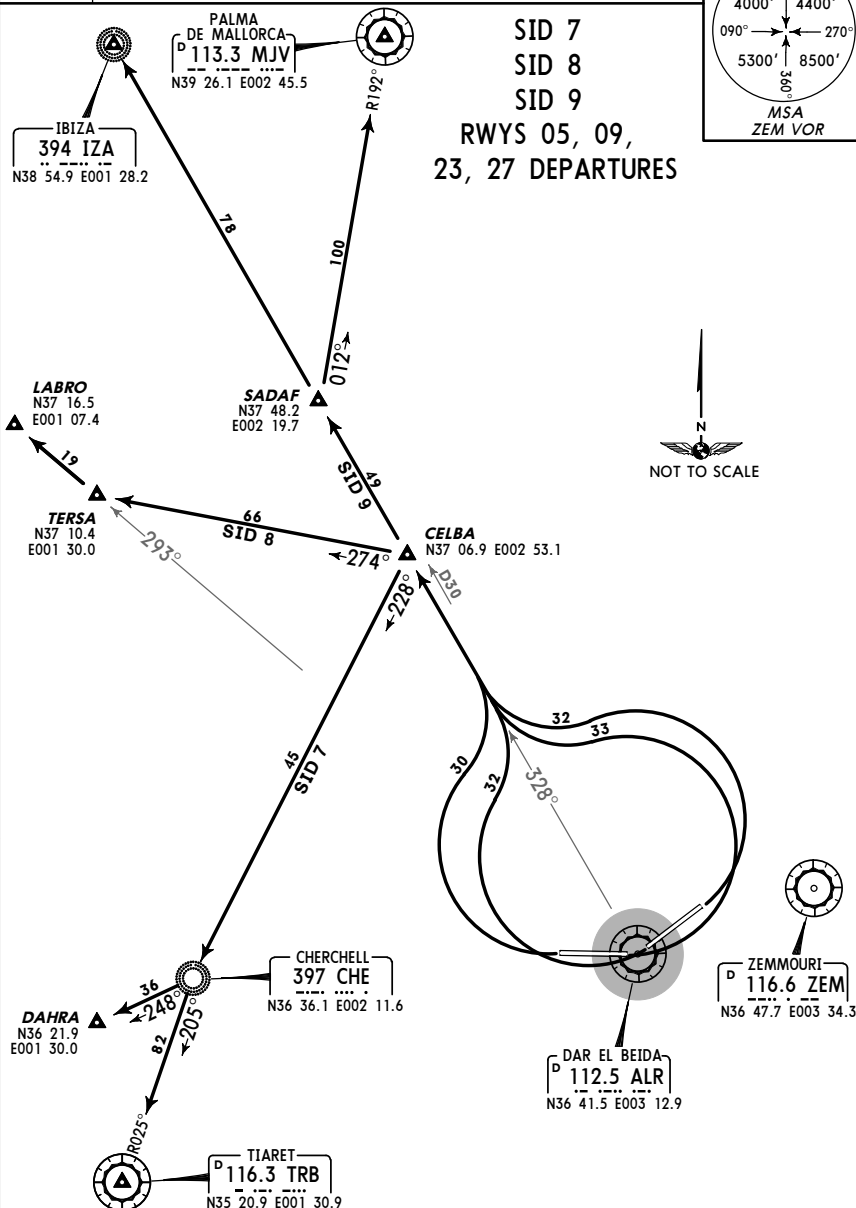 SID 7
SID 8
SID 9
RWYS 05, 09,
23, 27 DEPARTURES
4000' 4400'
090° 270°
5300' 8500'
360°
MSA
ZEM VOR
PALMA
DE MALLORCA
D 113.3 MJV
N39 26.1 E002 45.5
R192°
IBIZA
394 IZA
N38 54.9 E001 28.2
78
100
012°
LABRO
N37 16.5
E001 07.4
SADAF
N37 48.2
E002 19.7
N
NOT TO SCALE
19
49
SID 9
TERSA
N37 10.4
E001 30.0
66
SID 8
CELBA
N37 06.9 E002 53.1
293°
274°
228°
D30
45
SID 7
30
32
32
33
328°
CHERCHELL
397 CHE
N36 36.1 E002 11.6
36
248°
205°
82
DAHRA
N36 21.9
E001 30.0
ZEMMOURI
D 116.6 ZEM
N36 47.7 E003 34.3
DAR EL BEIDA
D 112.5 ALR
N36 41.5 E003 12.9
R025°
TIARET
D 116.3 TRB
N35 20.9 E001 30.9